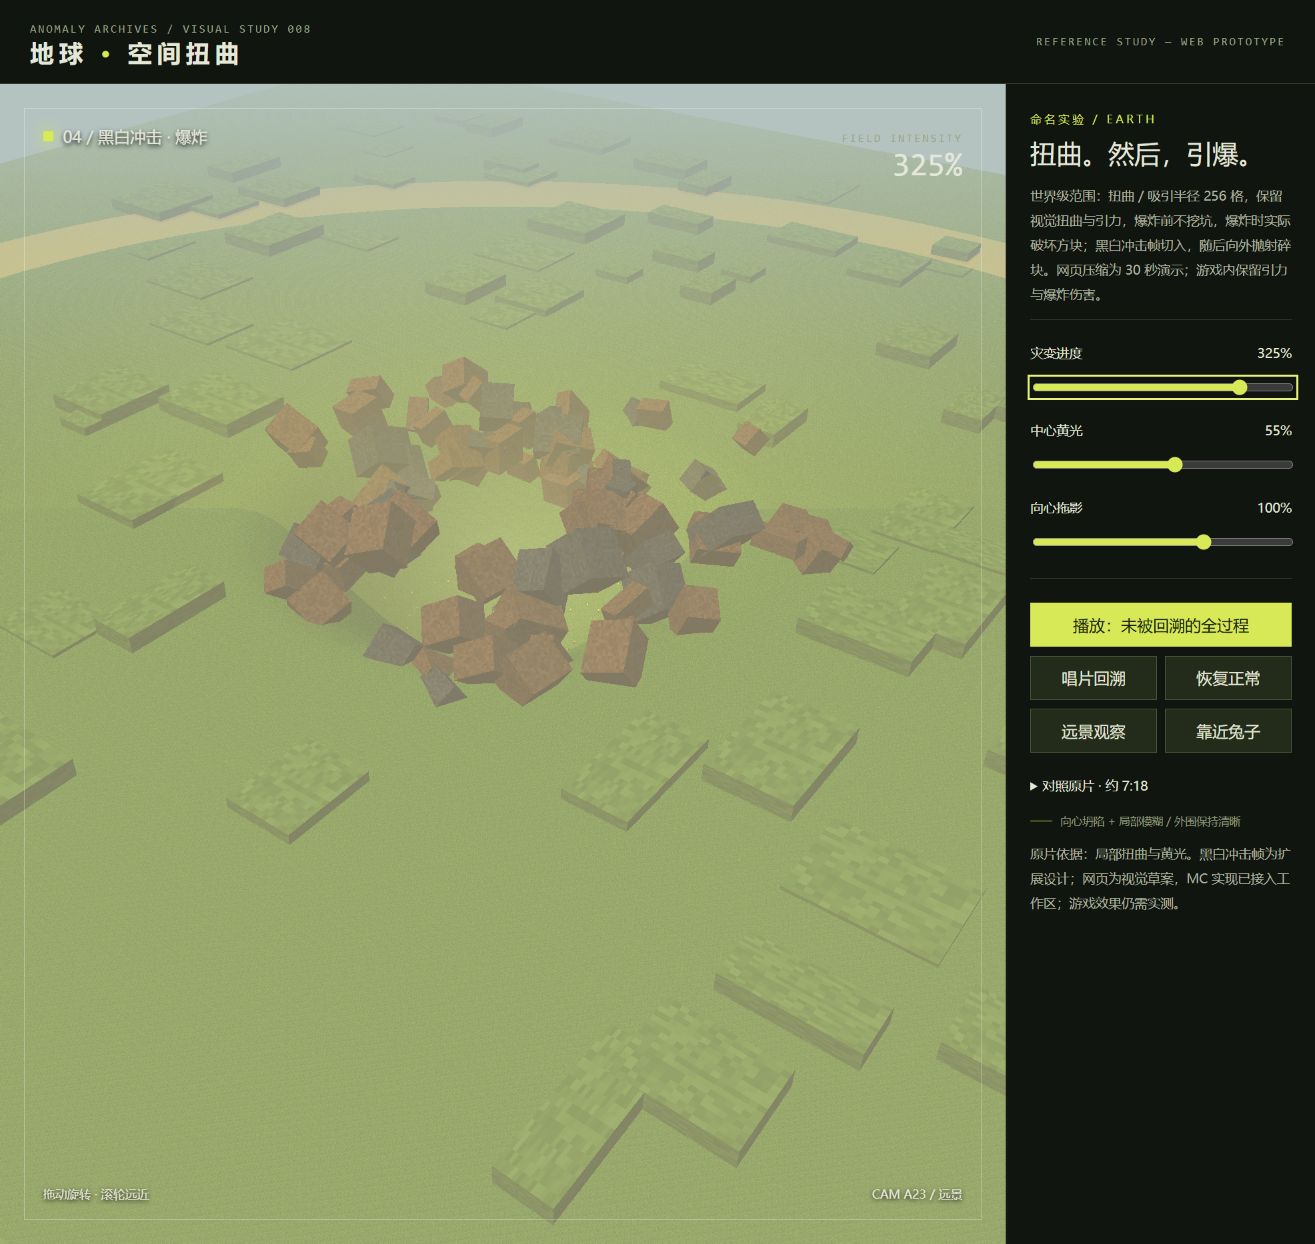 ANOMALY ARCHIVES / VISUAL STUDY 008
地球 • 空间扭曲
REFERENCE STUDY — WEB PROTOTYPE
04 / 黑白冲击 · 爆炸
FIELD INTENSITY
325%
命名实验 / EARTH
扭曲。然后，引爆。
世界级范围：扭曲 / 吸引半径 256 格，保留
视觉扭曲与引力，爆炸前不挖坑，爆炸时实际
破坏方块；黑白冲击帧切入，随后向外抛射碎
块。网页压缩为 30 秒演示；游戏内保留引力
与爆炸伤害。
灾变进度 325%
中心黄光 55%
向心拖影 100%
播放：未被回溯的全过程
唱片回溯 恢复正常
远景观察 靠近兔子
▶ 对照原片 · 约 7:18
向心坍陷 + 局部模糊 / 外围保持清晰
原片依据：局部扭曲与黄光。黑白冲击帧为扩
展设计；网页为视觉草案，MC 实现已接入工
作区；游戏效果仍需实测。
拖动旋转 · 滚轮远近
CAM A23 / 远景